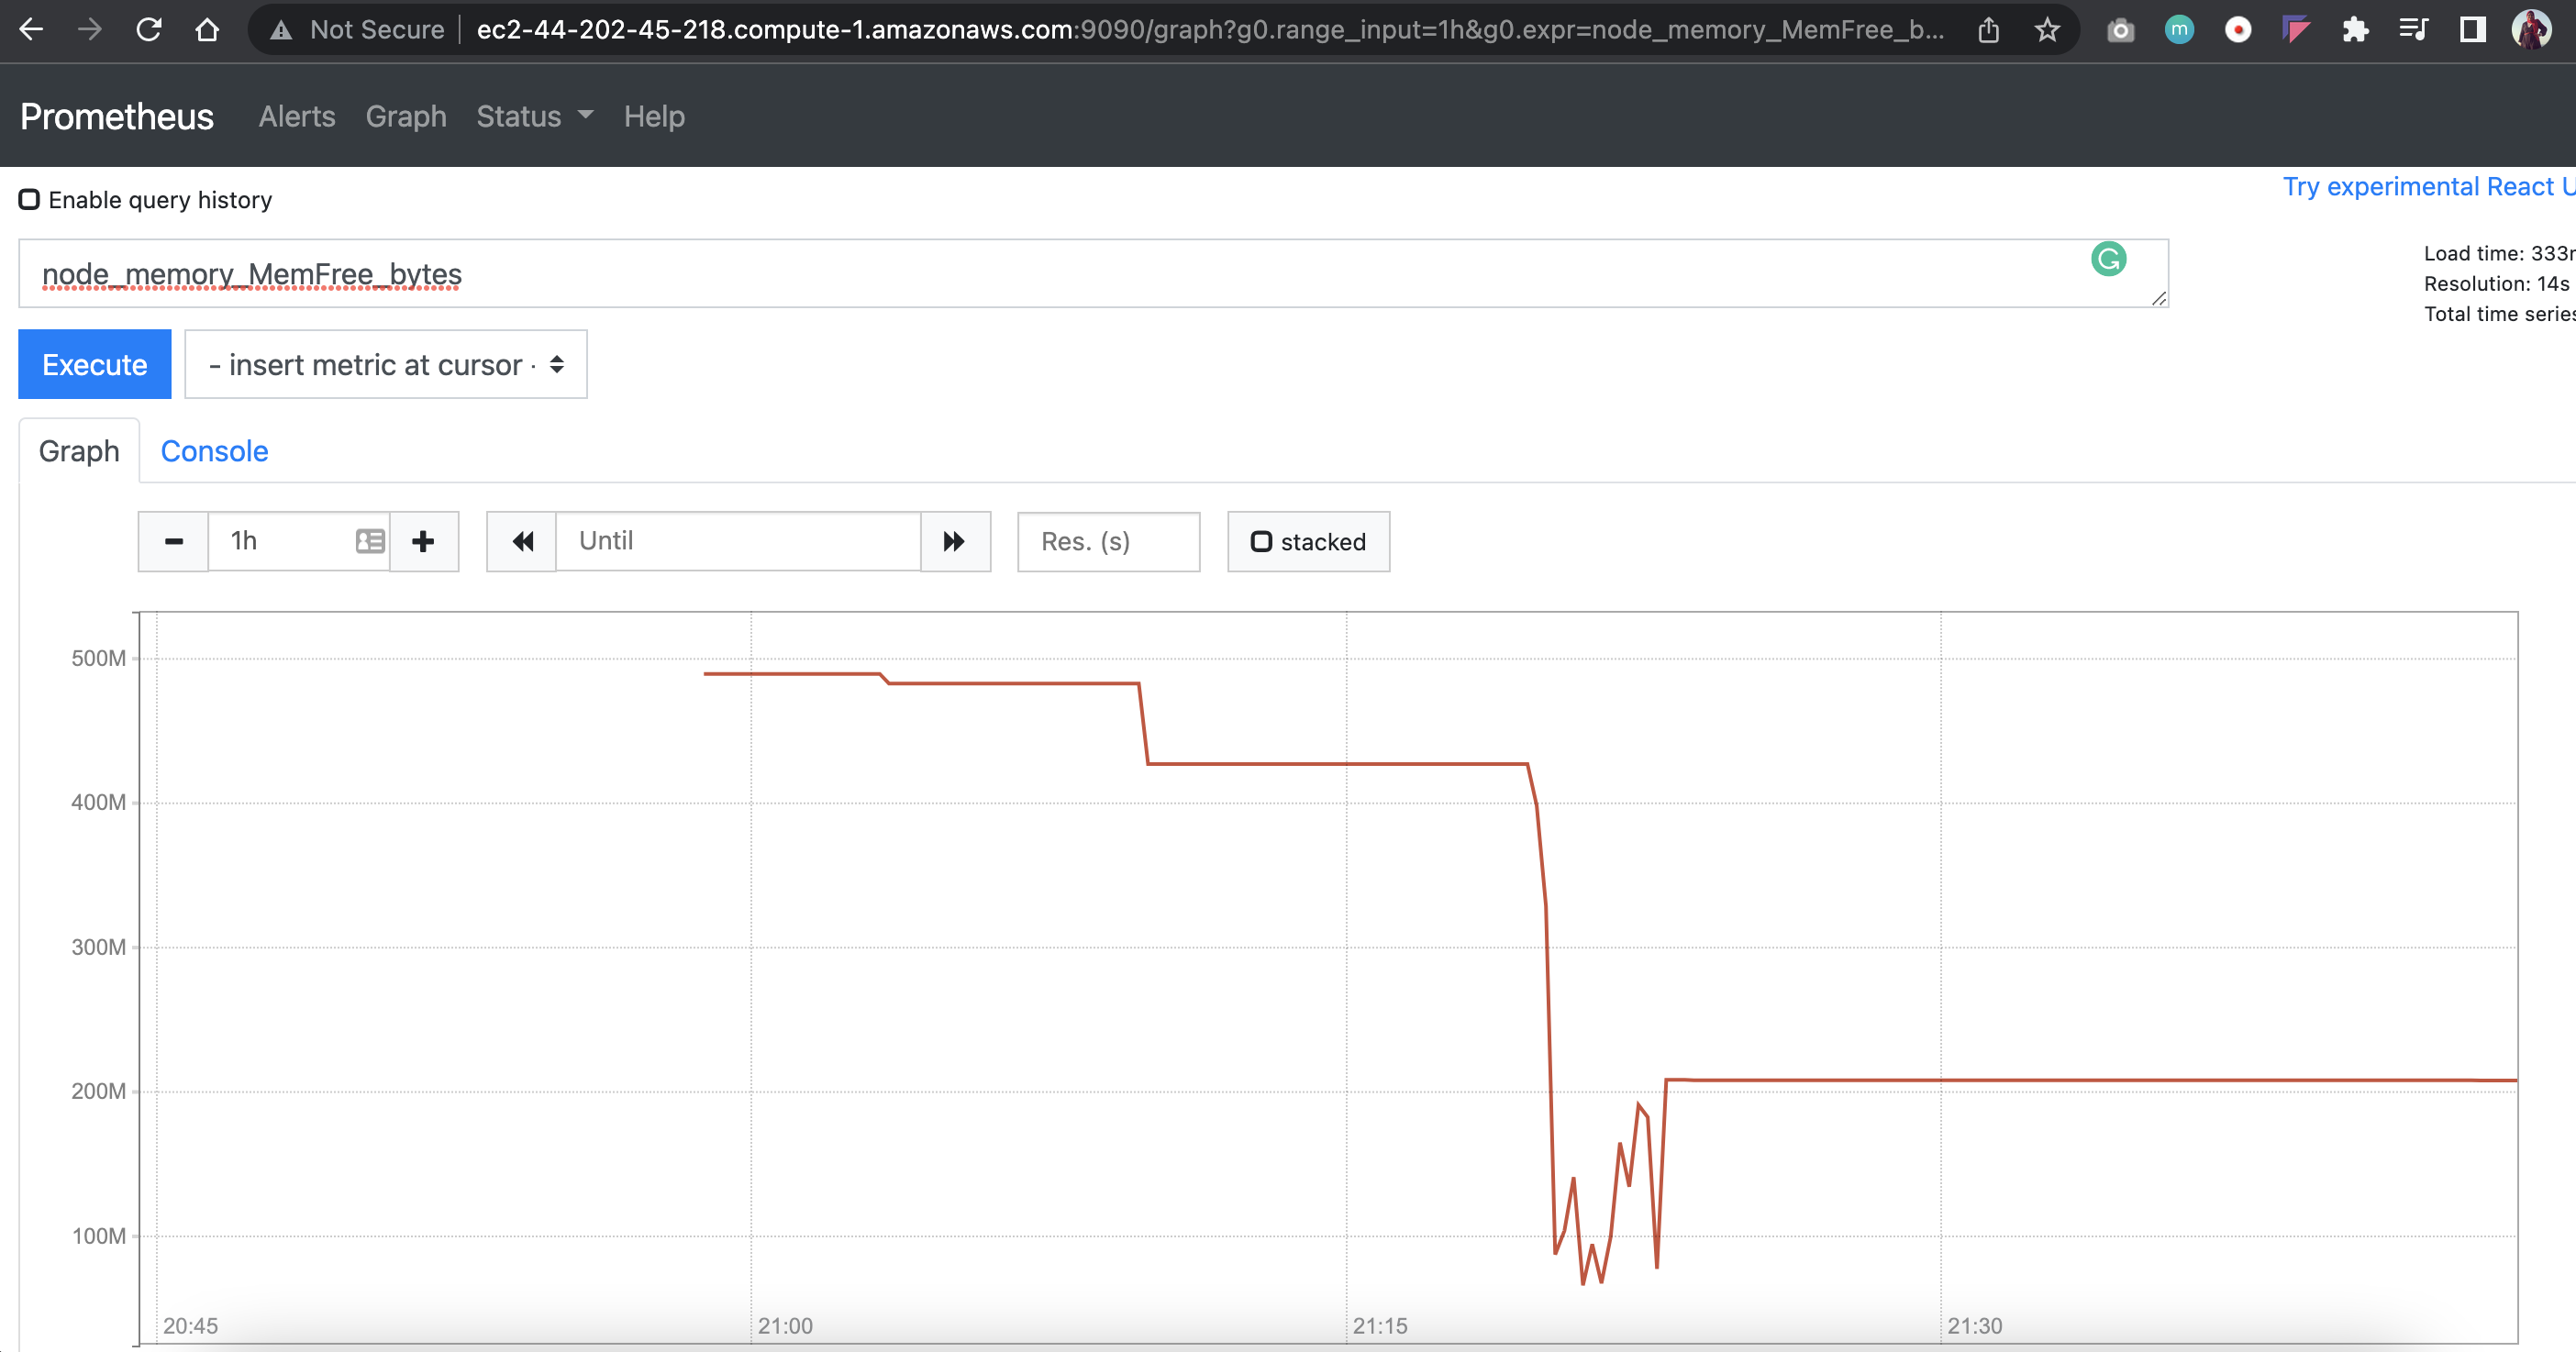 Not Secure ec2-44-202-45-218.compute-1.amazonaws.com:9090/graph?g0.range_input=1h&g0.expr=node_memory_MemFree_b...
m
Prometheus Alerts Graph Status Help
Enable query history
Try experimental React U
node_memory_MemFree_bytes
Load time: 333m
Resolution: 14s
Total time series
Execute - insert metric at cursor -
Graph Console
1h Until Res. (s) stacked
500M
400M
300M
200M
100M
20:45 21:00 21:15 21:30